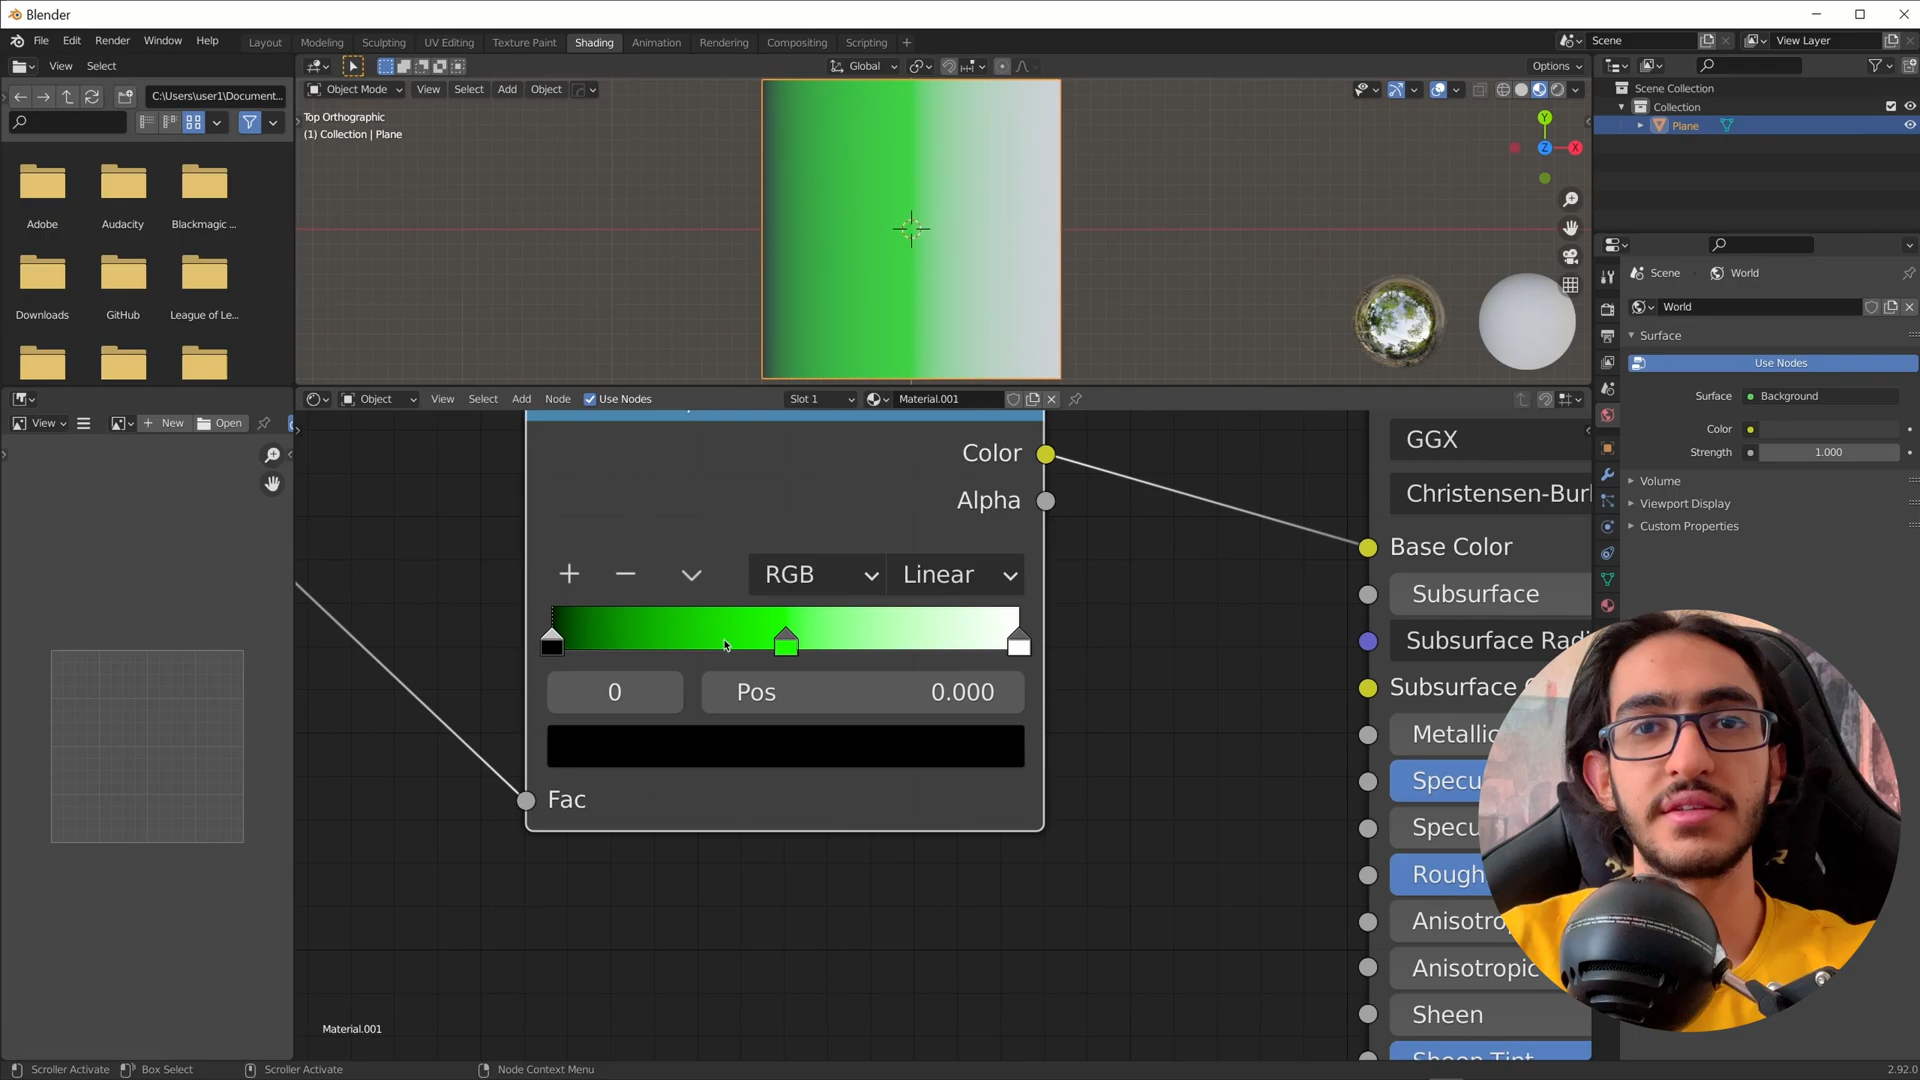 Blender
File Edit Render Window Help
Layout Modeling Sculpting UV Editing Texture Paint Shading Animation Rendering Compositing Scripting
Scene
View Layer
View Select
Global
Options
C:\Users\user1\Document...
Object Mode View Select Add Object
Scene Collection
Collection
Plane
Top Orthographic
(1) Collection | Plane
Y
Z
X
Adobe Audacity Blackmagic ...
Downloads GitHub League of Le...
Scene World
World
Surface
Use Nodes
Surface Background
Color
Strength 1.000
Volume
Viewport Display
Custom Properties
Object View Select Add Node Use Nodes Slot 1 Material.001
View New Open
Color
Alpha
RGB Linear
0 Pos 0.000
Fac
GGX
Christensen-Burl
Base Color
Subsurface
Subsurface Radi
Subsurface
Metallic
Specu
Specu
Rough
Anisotro
Anisotropic
Sheen
Sheen Tint
Material.001
Scroller Activate Box Select Scroller Activate Node Context Menu 2.92.0